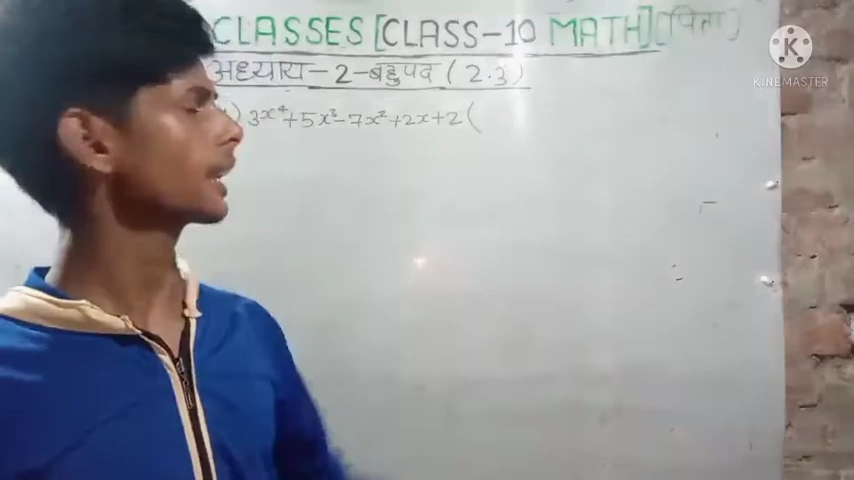 CLASSES [CLASS-10 MATH] [पिता]
अध्याय-2-बहुपद (2.3)
) 3x⁴+5x³-7x²+2x+2(
KINEMASTER